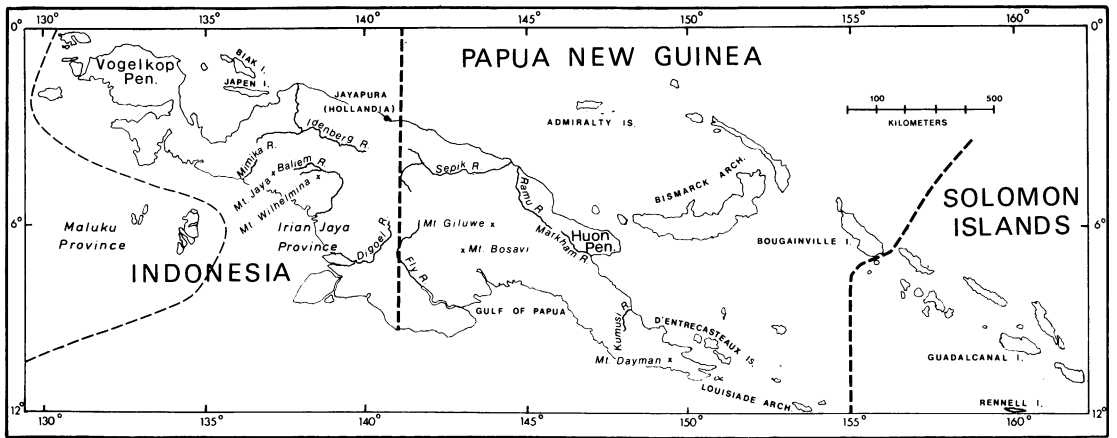 130° 135° 140° 145° 150° 155° 160°
0° 0°
PAPUA NEW GUINEA
Vogelkop
Pen.
BIAK I.
JAPEN I.
JAYAPURA
(HOLLANDIA)
ADMIRALTY IS.
100 500
KILOMETERS
Idenberg R.
Mimika R.
Baliem R.
Mt. Jaya
Mt. Wilhelmina
Sepik R.
Ramu R.
BISMARCK ARCH.
SOLOMON
ISLANDS
6° 6°
Maluku
Province
Irian Jaya
Province
Digoel R.
Mt Giluwe
Mt. Bosavi
Markham R.
Huon
Pen.
BOUGAINVILLE I.
INDONESIA
Fly R.
GULF OF PAPUA
Kumusi R.
D'ENTRECASTEAUX IS.
Mt. Dayman
LOUISIADE ARCH.
GUADALCANAL I.
RENNELL I.
12° 12°
130° 135° 140° 145° 150° 155° 160°